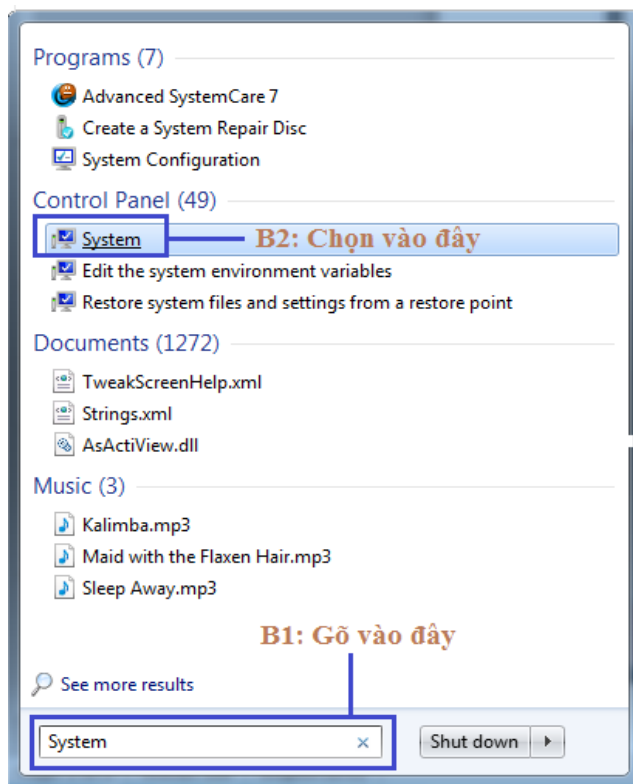 Programs (7)
Advanced SystemCare 7
Create a System Repair Disc
System Configuration
Control Panel (49)
System B2: Chọn vào đây
Edit the system environment variables
Restore system files and settings from a restore point
Documents (1272)
TweakScreenHelp.xml
Strings.xml
AsActiView.dll
Music (3)
Kalimba.mp3
Maid with the Flaxen Hair.mp3
Sleep Away.mp3
B1: Gõ vào đây
See more results
System Shut down